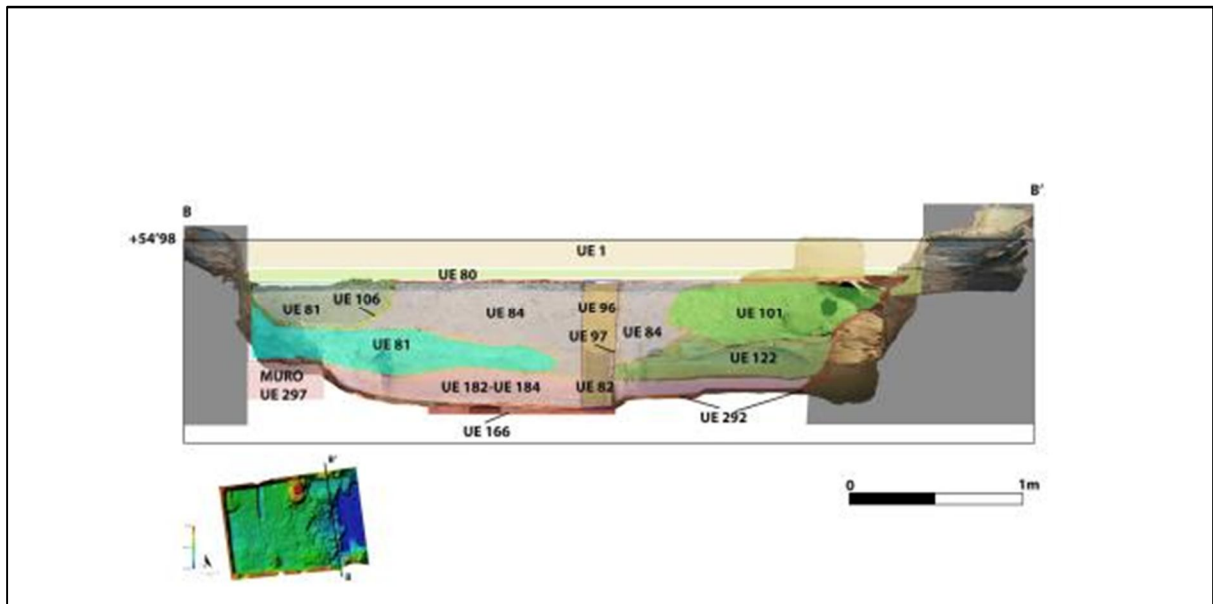 B
B'
+54'98
UE 1
UE 80
UE 81
UE 106
UE 84
UE 96
UE 101
UE 97
UE 84
UE 81
UE 122
MURO
UE 297
UE 182-UE 184
UE 82
UE 292
UE 166
0
1m
B'
B